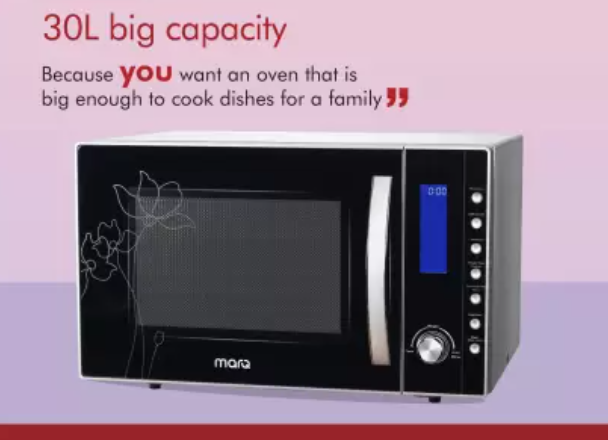 30L big capacity
Because you want an oven that is
big enough to cook dishes for a family”
0:00
marq